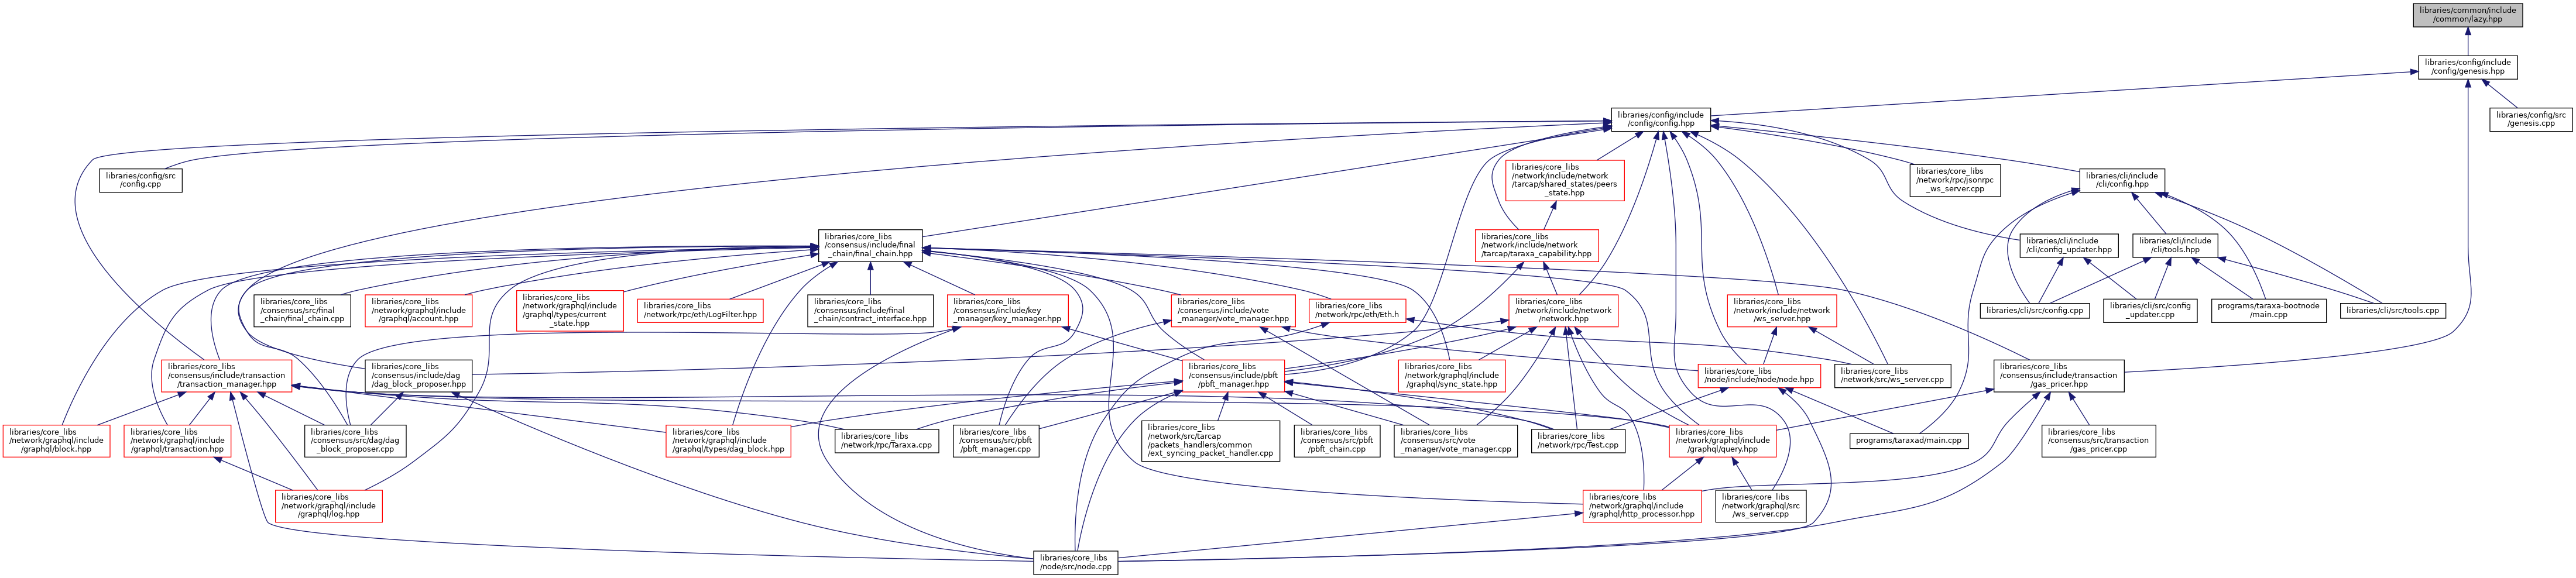 libraries/common/include
/common/lazy.hpp
libraries/config/include
/config/genesis.hpp
libraries/config/include
/config/config.hpp
libraries/config/src
/genesis.cpp
libraries/config/src
/config.cpp
libraries/core_libs
/network/include/network
/tarcap/shared_states/peers
_state.hpp
libraries/core_libs
/network/rpc/jsonrpc
_ws_server.cpp
libraries/cli/include
/cli/config.hpp
libraries/core_libs
/consensus/include/final
_chain/final_chain.hpp
libraries/core_libs
/network/include/network
/tarcap/taraxa_capability.hpp
libraries/cli/include
/cli/config_updater.hpp
libraries/cli/include
/cli/tools.hpp
libraries/core_libs
/consensus/src/final
_chain/final_chain.cpp
libraries/core_libs
/network/graphql/include
/graphql/account.hpp
libraries/core_libs
/network/graphql/include
/graphql/types/current
_state.hpp
libraries/core_libs
/network/rpc/eth/LogFilter.hpp
libraries/core_libs
/consensus/include/final
_chain/contract_interface.hpp
libraries/core_libs
/consensus/include/key
_manager/key_manager.hpp
libraries/core_libs
/consensus/include/vote
_manager/vote_manager.hpp
libraries/core_libs
/network/rpc/eth/Eth.h
libraries/core_libs
/network/include/network
/network.hpp
libraries/core_libs
/network/include/network
/ws_server.hpp
libraries/cli/src/config.cpp
libraries/cli/src/config
_updater.cpp
programs/taraxa-bootnode
/main.cpp
libraries/cli/src/tools.cpp
libraries/core_libs
/consensus/include/transaction
/transaction_manager.hpp
libraries/core_libs
/consensus/include/dag
/dag_block_proposer.hpp
libraries/core_libs
/consensus/include/pbft
/pbft_manager.hpp
libraries/core_libs
/network/graphql/include
/graphql/sync_state.hpp
libraries/core_libs
/node/include/node/node.hpp
libraries/core_libs
/network/src/ws_server.cpp
libraries/core_libs
/consensus/include/transaction
/gas_pricer.hpp
libraries/core_libs
/network/graphql/include
/graphql/block.hpp
libraries/core_libs
/network/graphql/include
/graphql/transaction.hpp
libraries/core_libs
/consensus/src/dag/dag
_block_proposer.cpp
libraries/core_libs
/network/graphql/include
/graphql/types/dag_block.hpp
libraries/core_libs
/network/rpc/Taraxa.cpp
libraries/core_libs
/consensus/src/pbft
/pbft_manager.cpp
libraries/core_libs
/network/src/tarcap
/packets_handlers/common
/ext_syncing_packet_handler.cpp
libraries/core_libs
/consensus/src/pbft
/pbft_chain.cpp
libraries/core_libs
/consensus/src/vote
_manager/vote_manager.cpp
libraries/core_libs
/network/rpc/Test.cpp
libraries/core_libs
/network/graphql/include
/graphql/query.hpp
programs/taraxad/main.cpp
libraries/core_libs
/consensus/src/transaction
/gas_pricer.cpp
libraries/core_libs
/network/graphql/include
/graphql/log.hpp
libraries/core_libs
/network/graphql/include
/graphql/http_processor.hpp
libraries/core_libs
/network/graphql/src
/ws_server.cpp
libraries/core_libs
/node/src/node.cpp